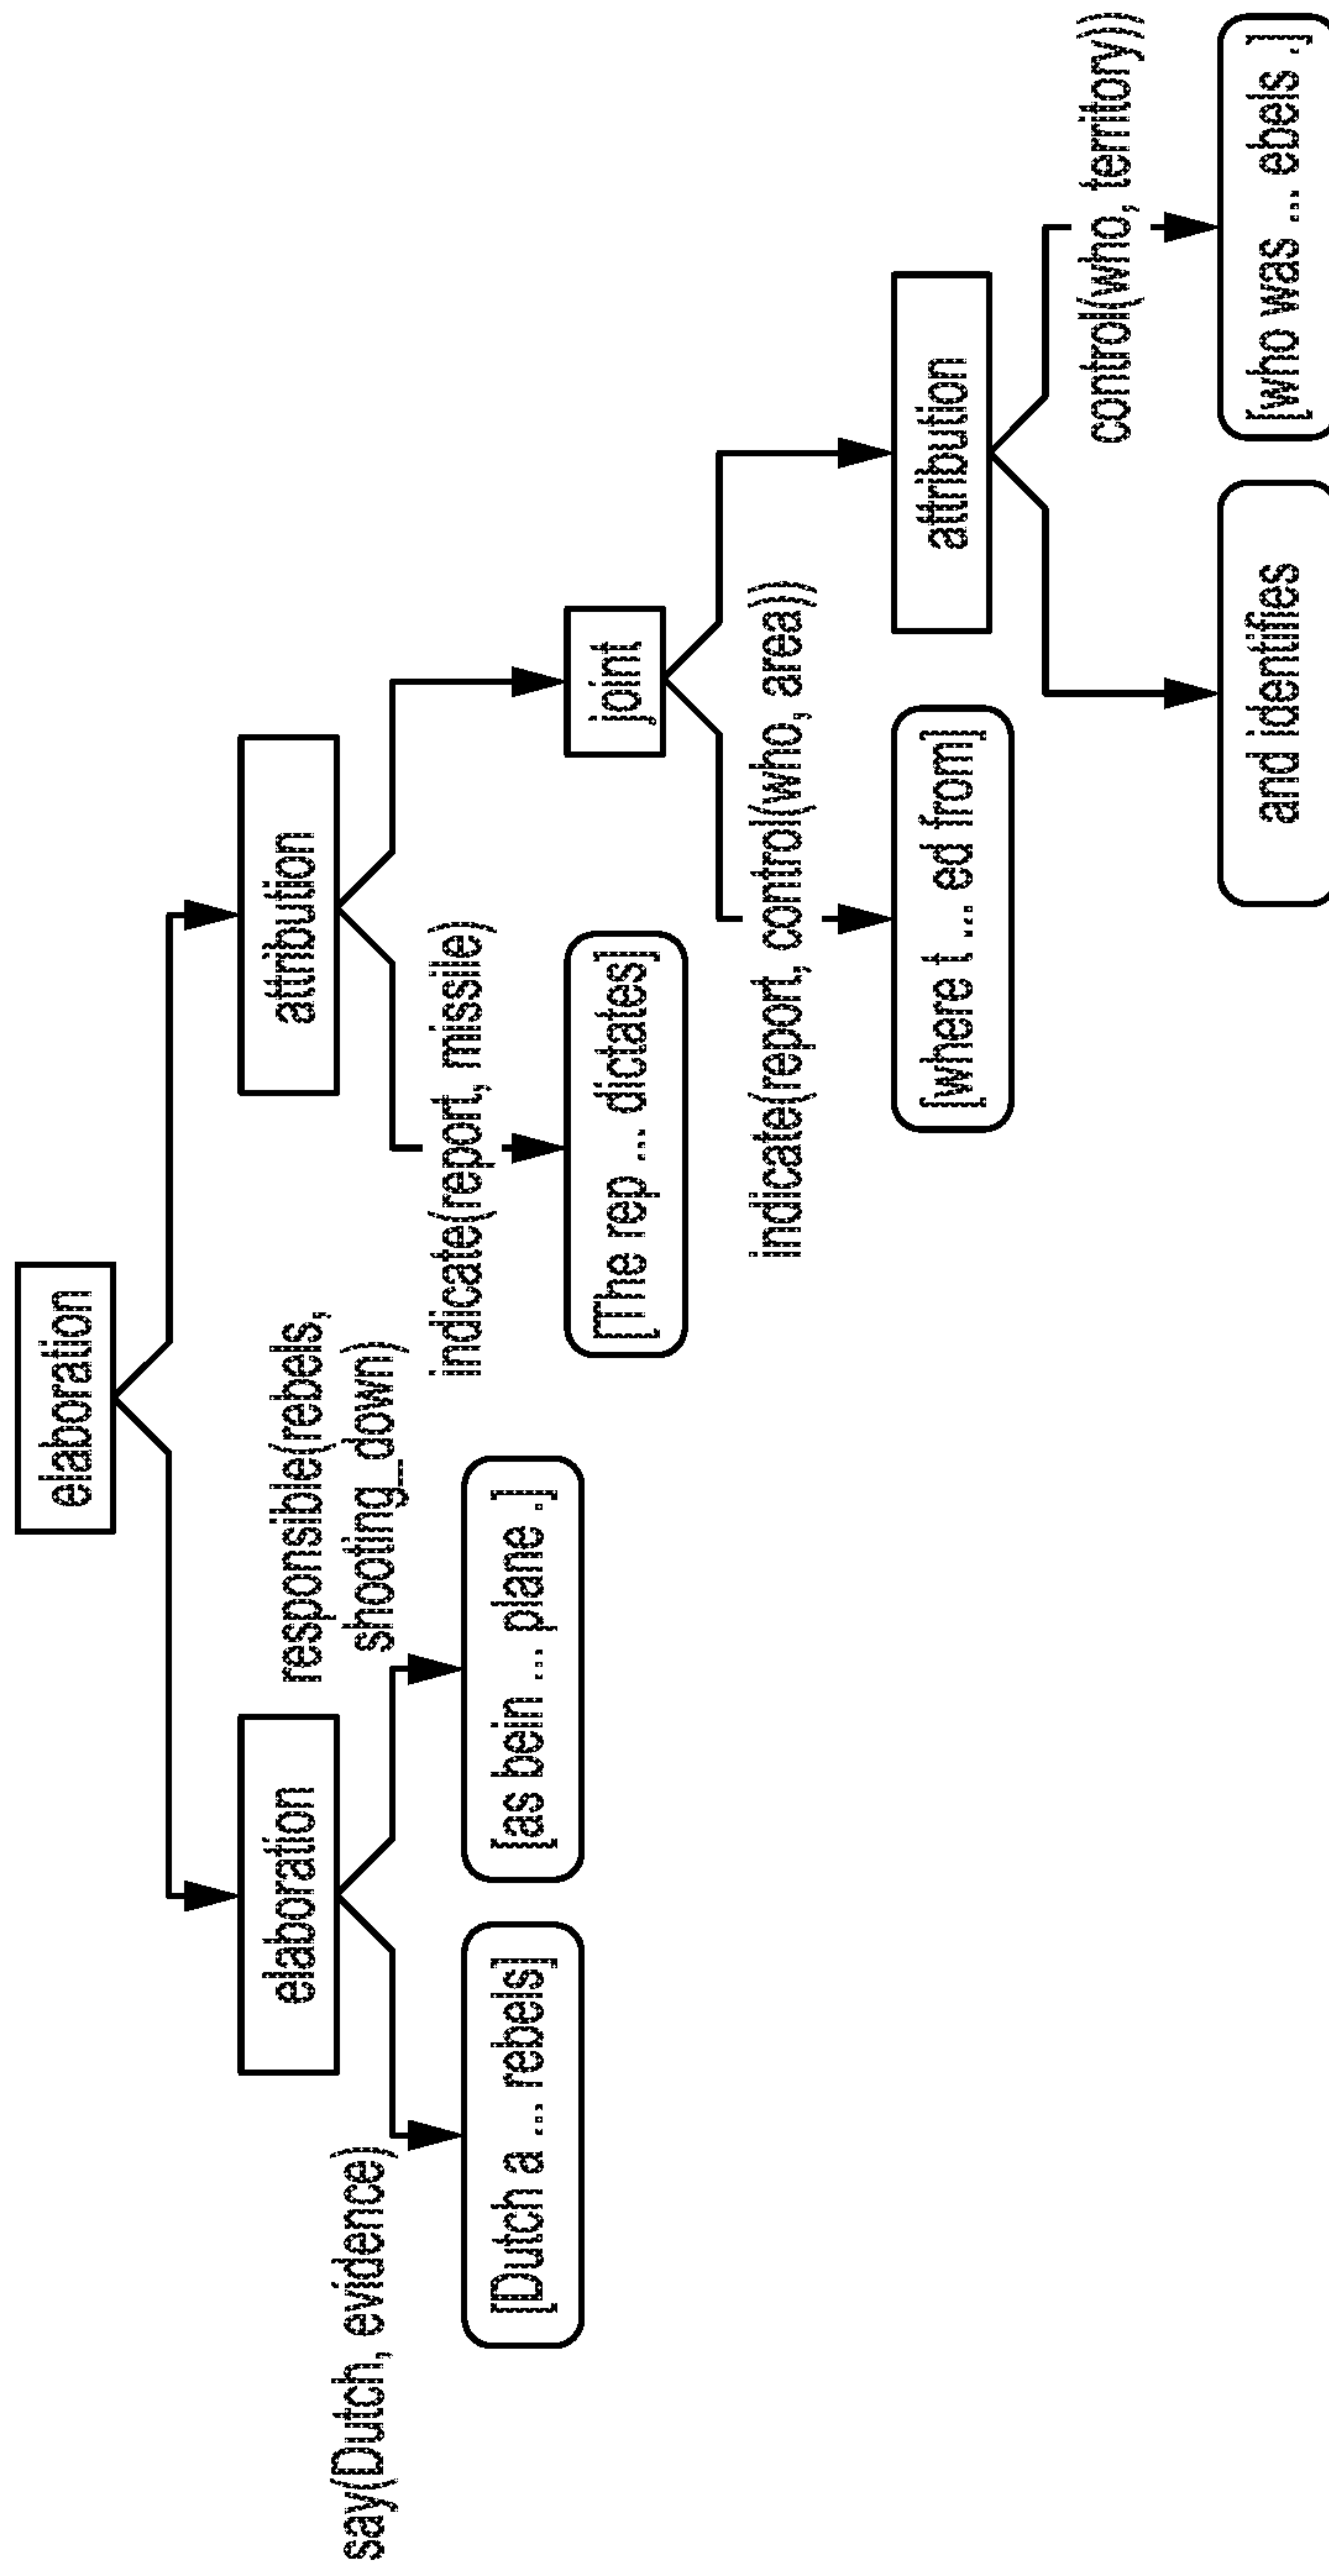 elaboration
elaboration
attribution
say(Dutch, evidence)
responsible(rebels,
shooting_down)
[Dutch a ... rebels]
[as bein ... plane .]
indicate(report, missile)
[The rep ... dictates]
joint
indicate(report, control(who, area))
[where t ... ed from]
attribution
control(who, territory))
and identifies
[who was ... ebels .]